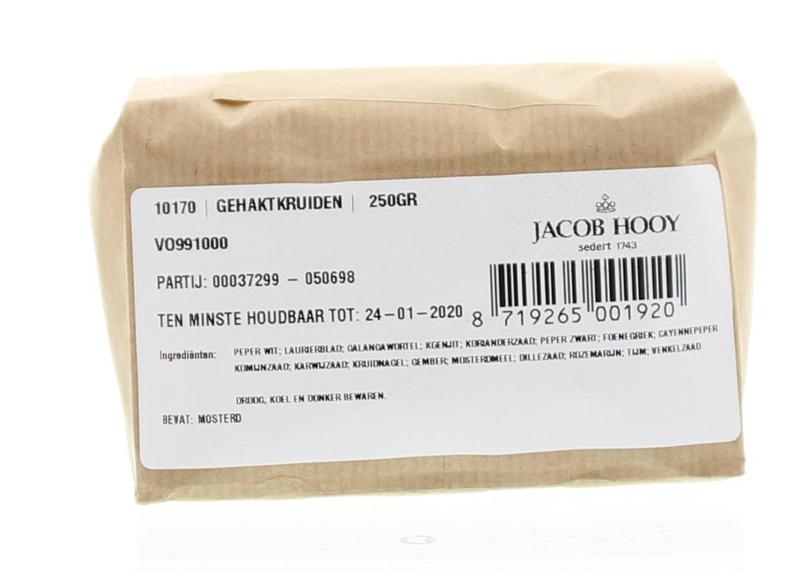 10170 | GEHAKTKRUIDEN | 250GR
JACOB HOOY
sedert 1743
VO991000
PARTIJ: 00037299 - 050698
TEN MINSTE HOUDBAAR TOT: 24-01-2020
8 719265 001920
Ingrediënten: PEPER WIT; LAURIERBLAD; GALANGAWORTEL; KGENJIT; KORIANDERZAAD; PEPER ZWART; FOENEGRIEK; CAYENNEPEPER
KOMIJNZAAD; KARWIJZAAD; KRUIDNAGEL; GEMBER; MOSTERDMEEL; DILLEZAAD; ROZEMARIJN; TIJM; VENKELZAAD
DROOG, KOEL EN DONKER BEWAREN.
BEVAT: MOSTERD